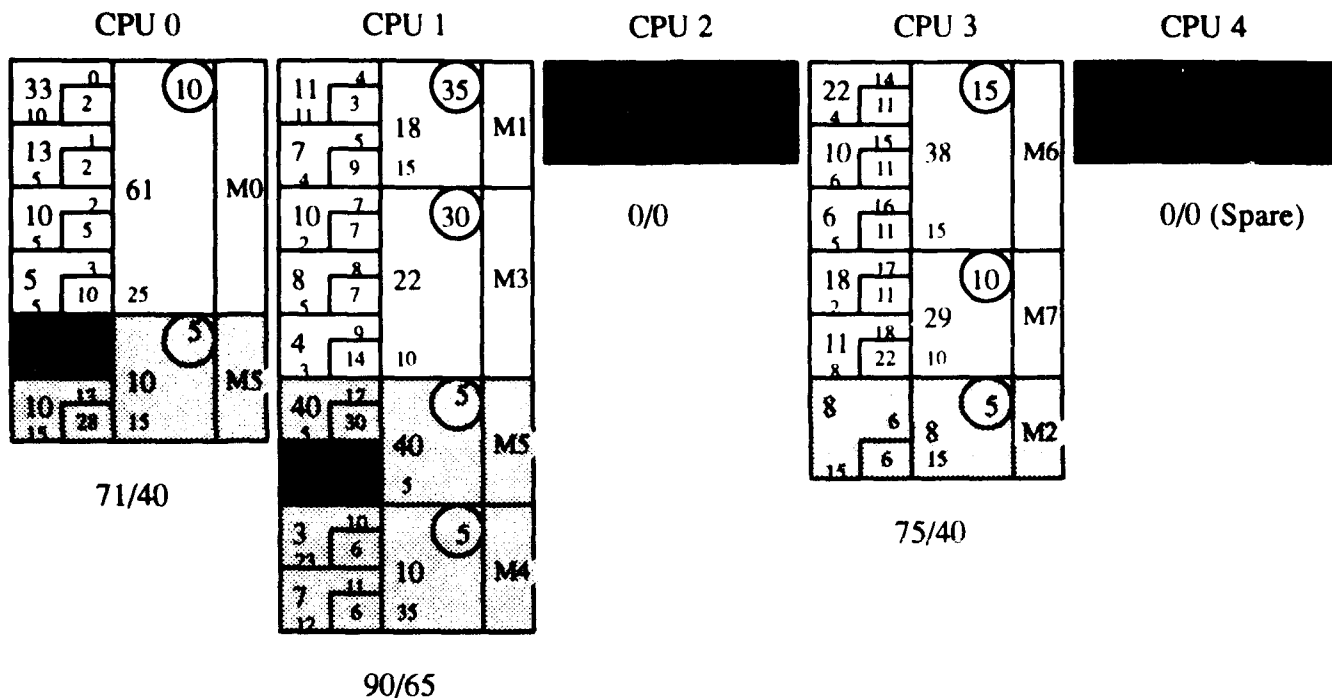 CPU 0 CPU 1 CPU 2 CPU 3 CPU 4
33 0 2 10
10
13 1 2
5
61 M0
10 2 5
5
5 3 10 25
5
5
10 M5
10 13 28 15
15
71/40
11 4 3 35
11
18 M1
7 5 9 15
4
10 7 7 30
2
8 8 7 22 M3
5
4 9 14 10
3
40 12 30 5
5
40 M5
5
3 10 6 5
23
10 M4
7 11 6 35
12
90/65
0/0
22 14 11 15
4
10 15 11 38 M6
6
6 16 11 15
5
18 17 11 10
2
29 M7
11 18 22 10
8
8 6 5
8 M2
15 6 15
75/40
0/0 (Spare)